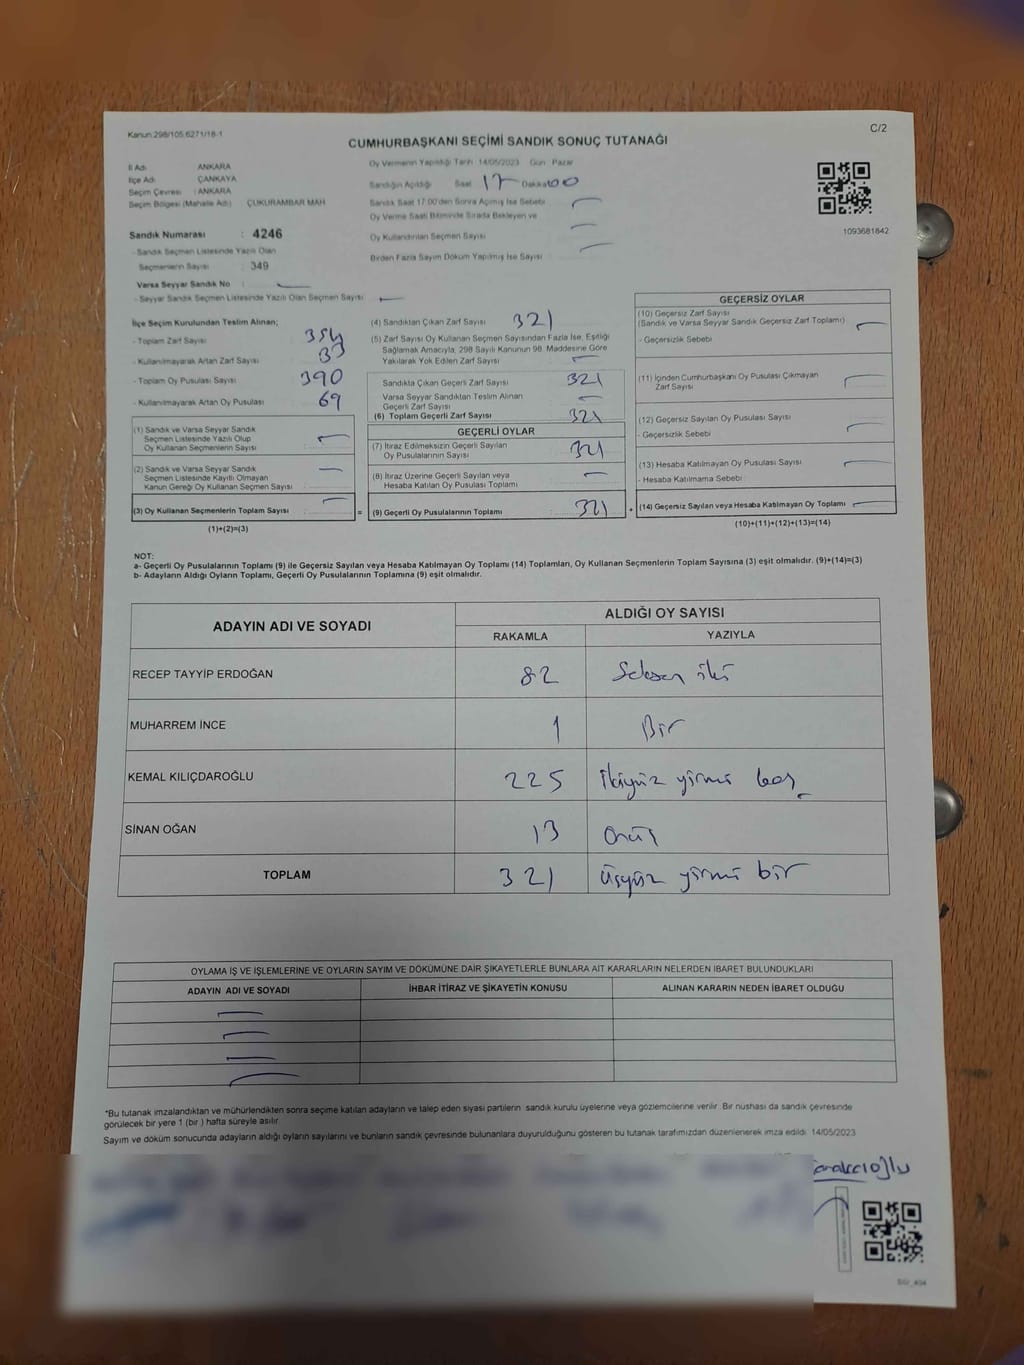 Kanun:298/105.6271/18-1
C/2
CUMHURBAŞKANI SEÇİMİ SANDIK SONUÇ TUTANAĞI
İl Adı : ANKARA
İlçe Adı : ÇANKAYA
Seçim Çevresi : ANKARA
Seçim Bölgesi (Mahalle Adı) : ÇUKURAMBAR MAH
Sandık Numarası : 4246
- Sandık Seçmen Listesinde Yazılı Olan
Seçmenlerin Sayısı : 349
Varsa Seyyar Sandık No :
- Seyyar Sandık Seçmen Listesinde Yazılı Olan Seçmen Sayısı :
Oy Vermenin Yapıldığı Tarih 14/05/2023 Gün Pazar
Sandığın Açıldığı Saat 17 Dakika 00
Sandık Saat 17.00'den Sonra Açılmış İse Sebebi
Oy Verme Saati Bitiminde Sırada Bekleyen ve
Oy Kullandırılan Seçmen Sayısı
Birden Fazla Sayım Döküm Yapılmış İse Sayısı
1093681842
İlçe Seçim Kurulundan Teslim Alınan;
- Toplam Zarf Sayısı 354
- Kullanılmayarak Artan Zarf Sayısı 33
- Toplam Oy Pusulası Sayısı 390
- Kullanılmayarak Artan Oy Pusulası 69
(1) Sandık ve Varsa Seyyar Sandık
Seçmen Listesinde Yazılı Olup
Oy Kullanan Seçmenlerin Sayısı
(2) Sandık ve Varsa Seyyar Sandık
Seçmen Listesinde Kayıtlı Olmayan
Kanun Gereği Oy Kullanan Seçmen Sayısı
(3) Oy Kullanan Seçmenlerin Toplam Sayısı
(1)+(2)=(3)
(4) Sandıktan Çıkan Zarf Sayısı 321
(5) Zarf Sayısı Oy Kullanan Seçmen Sayısından Fazla İse, Eşitliği
Sağlamak Amacıyla, 298 Sayılı Kanunun 98. Maddesine Göre
Yakılarak Yok Edilen Zarf Sayısı
Sandıkta Çıkan Geçerli Zarf Sayısı 321
Varsa Seyyar Sandıktan Teslim Alınan
Geçerli Zarf Sayısı
(6) Toplam Geçerli Zarf Sayısı 321
GEÇERLİ OYLAR
(7) İtiraz Edilmeksizin Geçerli Sayılan
Oy Pusulalarının Sayısı 321
(8) İtiraz Üzerine Geçerli Sayılan veya
Hesaba Katılan Oy Pusulası Toplamı
= (9) Geçerli Oy Pusulalarının Toplamı 321 +
GEÇERSİZ OYLAR
(10) Geçersiz Zarf Sayısı
(Sandık ve Varsa Seyyar Sandık Geçersiz Zarf Toplamı)
- Geçersizlik Sebebi
(11) İçinden Cumhurbaşkanı Oy Pusulası Çıkmayan
Zarf Sayısı
(12) Geçersiz Sayılan Oy Pusulası Sayısı
- Geçersizlik Sebebi
(13) Hesaba Katılmayan Oy Pusulası Sayısı
- Hesaba Katılmama Sebebi
(14) Geçersiz Sayılan veya Hesaba Katılmayan Oy Toplamı
(10)+(11)+(12)+(13)=(14)
NOT:
a- Geçerli Oy Pusulalarının Toplamı (9) ile Geçersiz Sayılan veya Hesaba Katılmayan Oy Toplamı (14) Toplamları, Oy Kullanan Seçmenlerin Toplam Sayısına (3) eşit olmalıdır. (9)+(14)=(3)
b- Adayların Aldığı Oyların Toplamı, Geçerli Oy Pusulalarının Toplamına (9) eşit olmalıdır.
ADAYIN ADI VE SOYADI
ALDIĞI OY SAYISI
RAKAMLA YAZIYLA
RECEP TAYYİP ERDOĞAN 82 Seksen iki
MUHARREM İNCE 1 Bir
KEMAL KILIÇDAROĞLU 225 İkiyüz yirmi beş
SİNAN OĞAN 13 Onüç
TOPLAM 321 üçyüz yirmi bir
OYLAMA İŞ VE İŞLEMLERİNE VE OYLARIN SAYIM VE DÖKÜMÜNE DAİR ŞİKAYETLERLE BUNLARA AİT KARARLARIN NELERDEN İBARET BULUNDUKLARI
ADAYIN ADI VE SOYADI İHBAR İTİRAZ VE ŞİKAYETİN KONUSU ALINAN KARARIN NEDEN İBARET OLDUĞU
*Bu tutanak imzalandıktan ve mühürlendikten sonra seçime katılan adayların ve talep eden siyasi partilerin sandık kurulu üyelerine veya gözlemcilerine verilir. Bir nüshası da sandık çevresinde
görülecek bir yere 1 (bir ) hafta süreyle asılır.
Sayım ve döküm sonucunda adayların aldığı oyların sayılarını ve bunların sandık çevresinde bulunanlara duyurulduğunu gösteren bu tutanak tarafımızdan düzenlenerek imza edildi. 14/05/2023